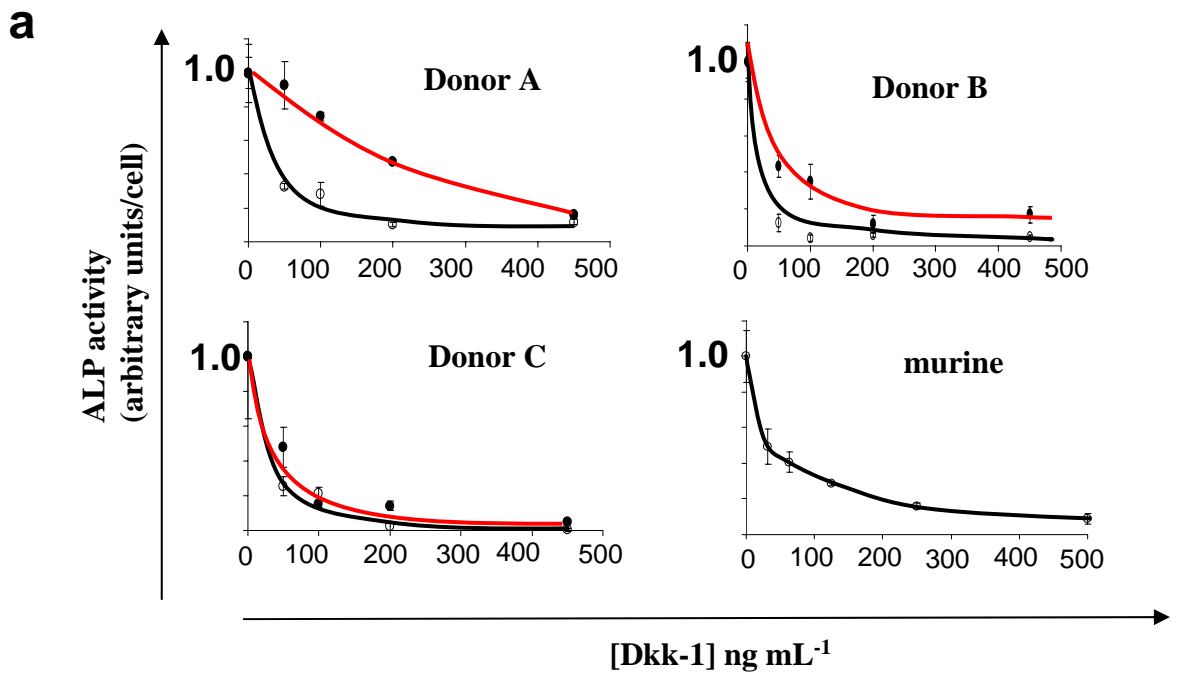 a
1.0
Donor A
0 100 200 300 400 500
1.0
Donor B
0 100 200 300 400 500
ALP activity
(arbitrary units/cell)
1.0
Donor C
0 100 200 300 400 500
1.0
murine
0 100 200 300 400 500
[Dkk-1] ng mL-1